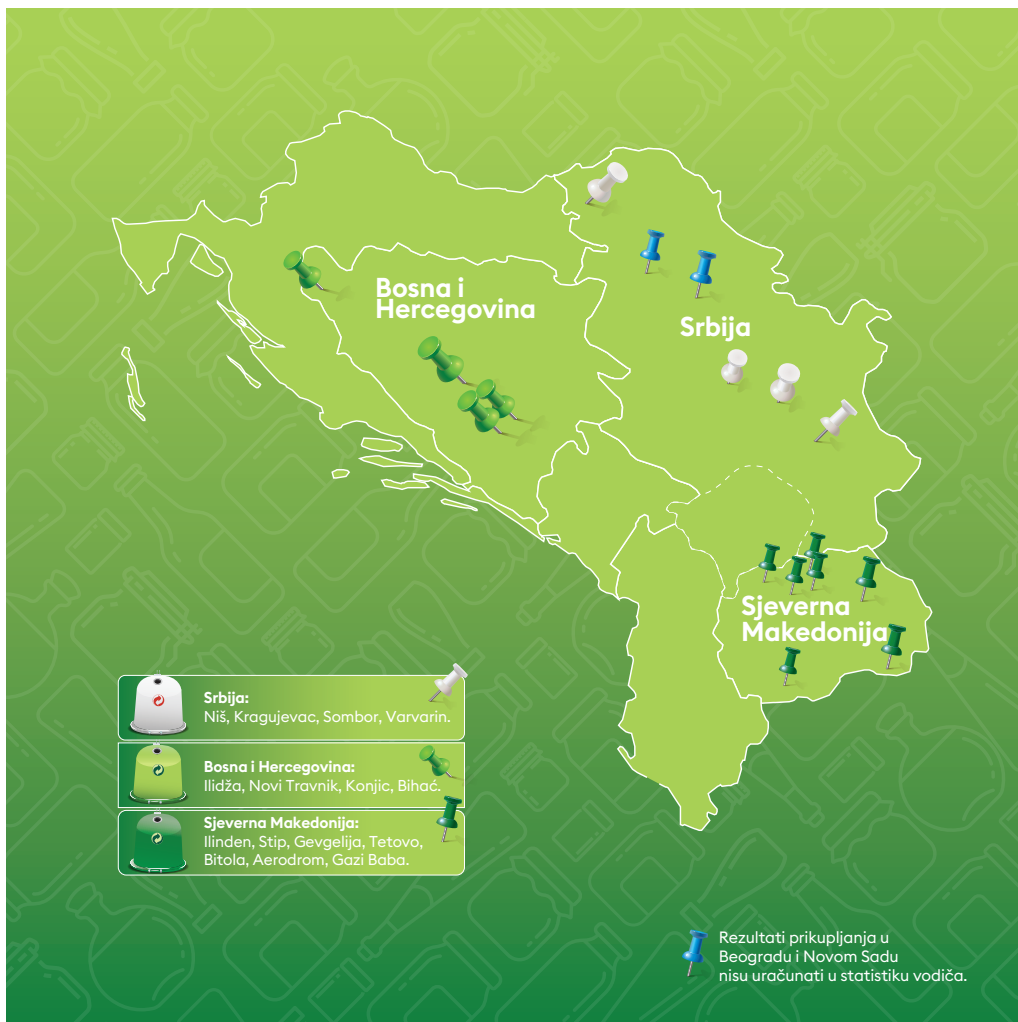 Bosna i
Hercegovina
Srbija
Sjeverna
Makedonija
Srbija:
Niš, Kragujevac, Sombor, Varvarin.
Bosna i Hercegovina:
Ilidža, Novi Travnik, Konjic, Bihać.
Sjeverna Makedonija:
Ilinden, Stip, Gevgelija, Tetovo,
Bitola, Aerodrom, Gazi Baba.
Rezultati prikupljanja u
Beogradu i Novom Sadu
nisu uračunati u statistiku vodiča.